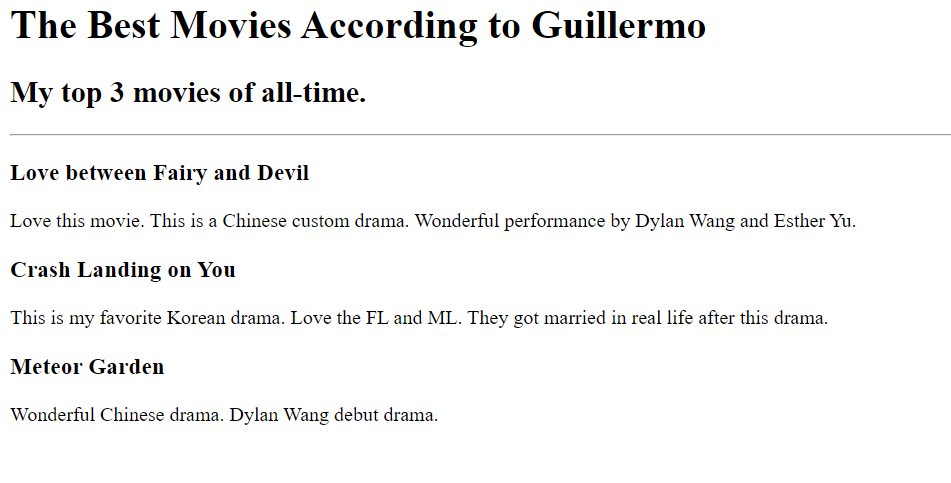 The Best Movies According to Guillermo
My top 3 movies of all-time.
Love between Fairy and Devil
Love this movie. This is a Chinese custom drama. Wonderful performance by Dylan Wang and Esther Yu.
Crash Landing on You
This is my favorite Korean drama. Love the FL and ML. They got married in real life after this drama.
Meteor Garden
Wonderful Chinese drama. Dylan Wang debut drama.